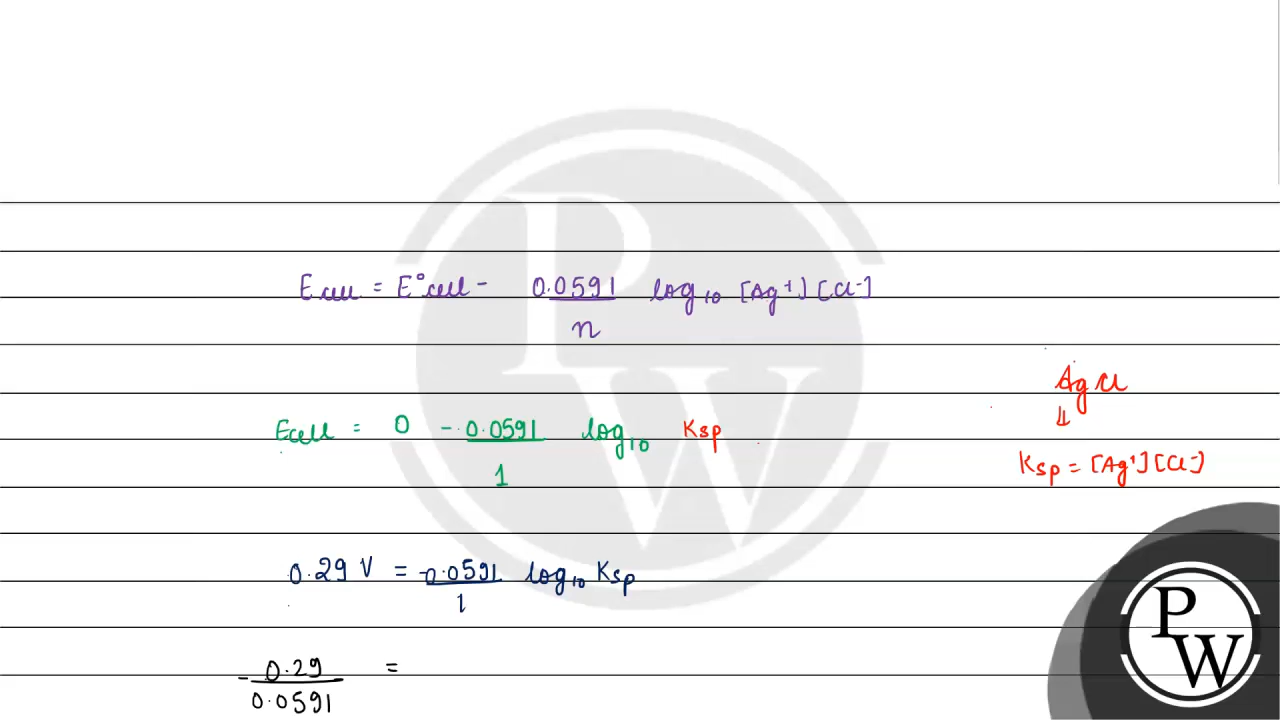 E cell = E°cell - 0.0591/n log₁₀ [Ag⁺] [Cl⁻]
AgCl
⇓
Ecell = 0 - 0.0591/1 log₁₀ Ksp
Ksp = [Ag⁺] [Cl⁻]
0.29 V = -0.0591/1 log₁₀ Ksp
- 0.29/0.0591 =
P
W
P
W